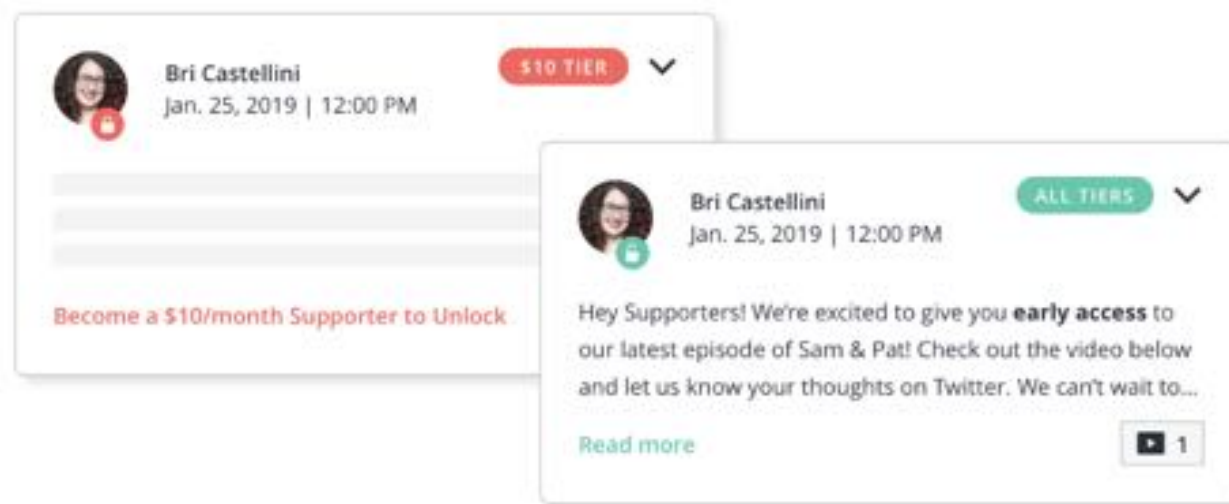 Bri Castellini
Jan. 25, 2019 | 12:00 PM
$10 TIER
Become a $10/month Supporter to Unlock
Bri Castellini
Jan. 25, 2019 | 12:00 PM
ALL TIERS
Hey Supporters! We're excited to give you early access to
our latest episode of Sam & Pat! Check out the video below
and let us know your thoughts on Twitter. We can't wait to...
Read more
1